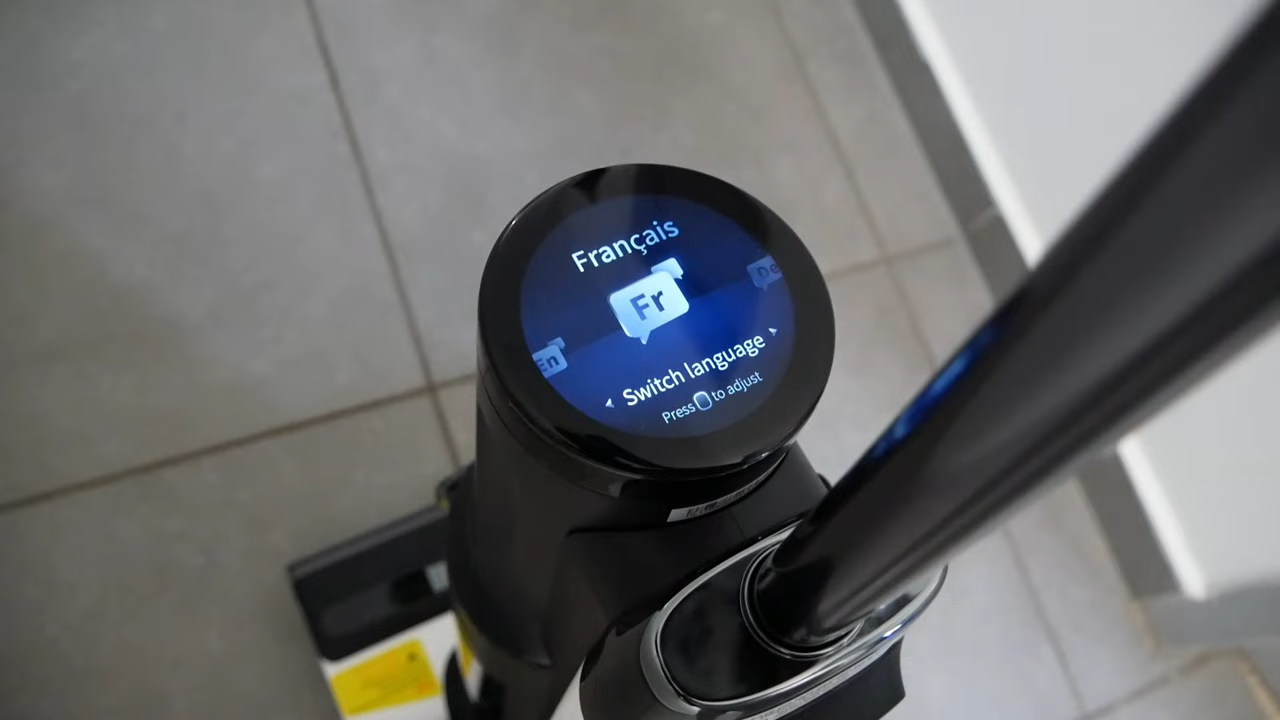 Français
Fr
De
En
Switch language
Press to adjust